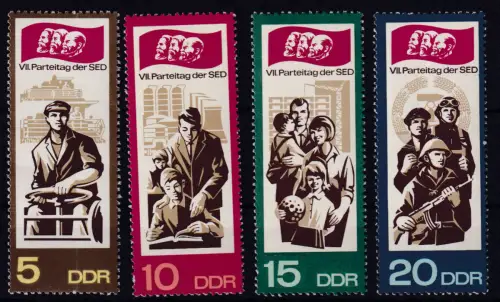 VII.Parteitag der SED
5 DDR
VII.Parteitag der SED
10 DDR
VII.Parteitag der SED
15 DDR
VII.Parteitag der SED
20 DDR